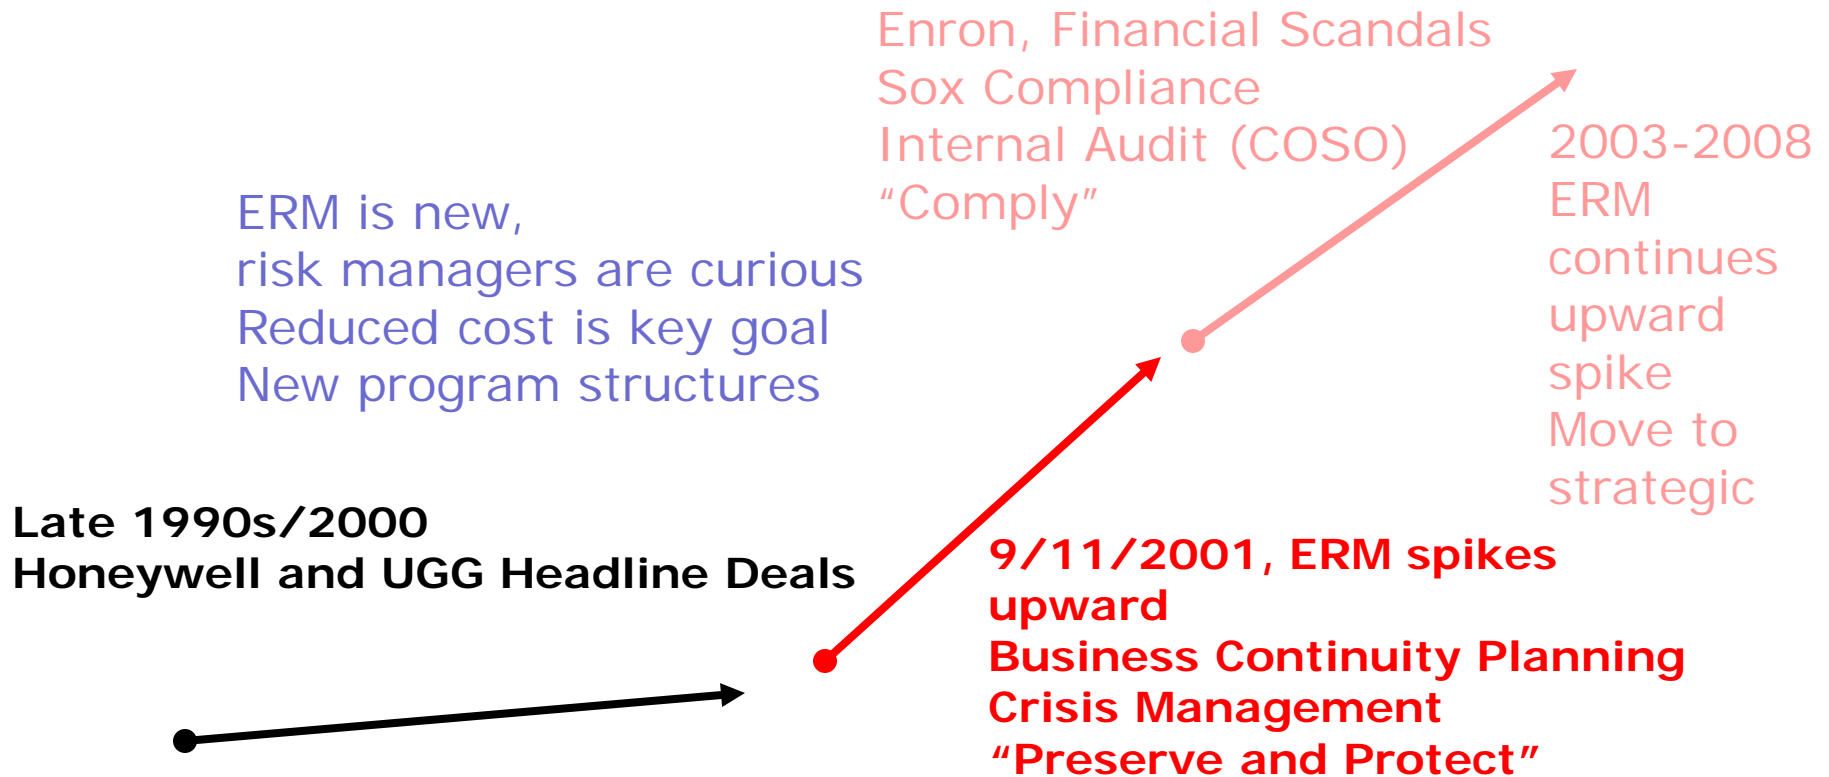 Enron, Financial Scandals
Sox Compliance
Internal Audit (COSO)
“Comply”
2003-2008
ERM
continues
upward
spike
Move to
strategic
ERM is new,
risk managers are curious
Reduced cost is key goal
New program structures
Late 1990s/2000
Honeywell and UGG Headline Deals
9/11/2001, ERM spikes
upward
Business Continuity Planning
Crisis Management
“Preserve and Protect”